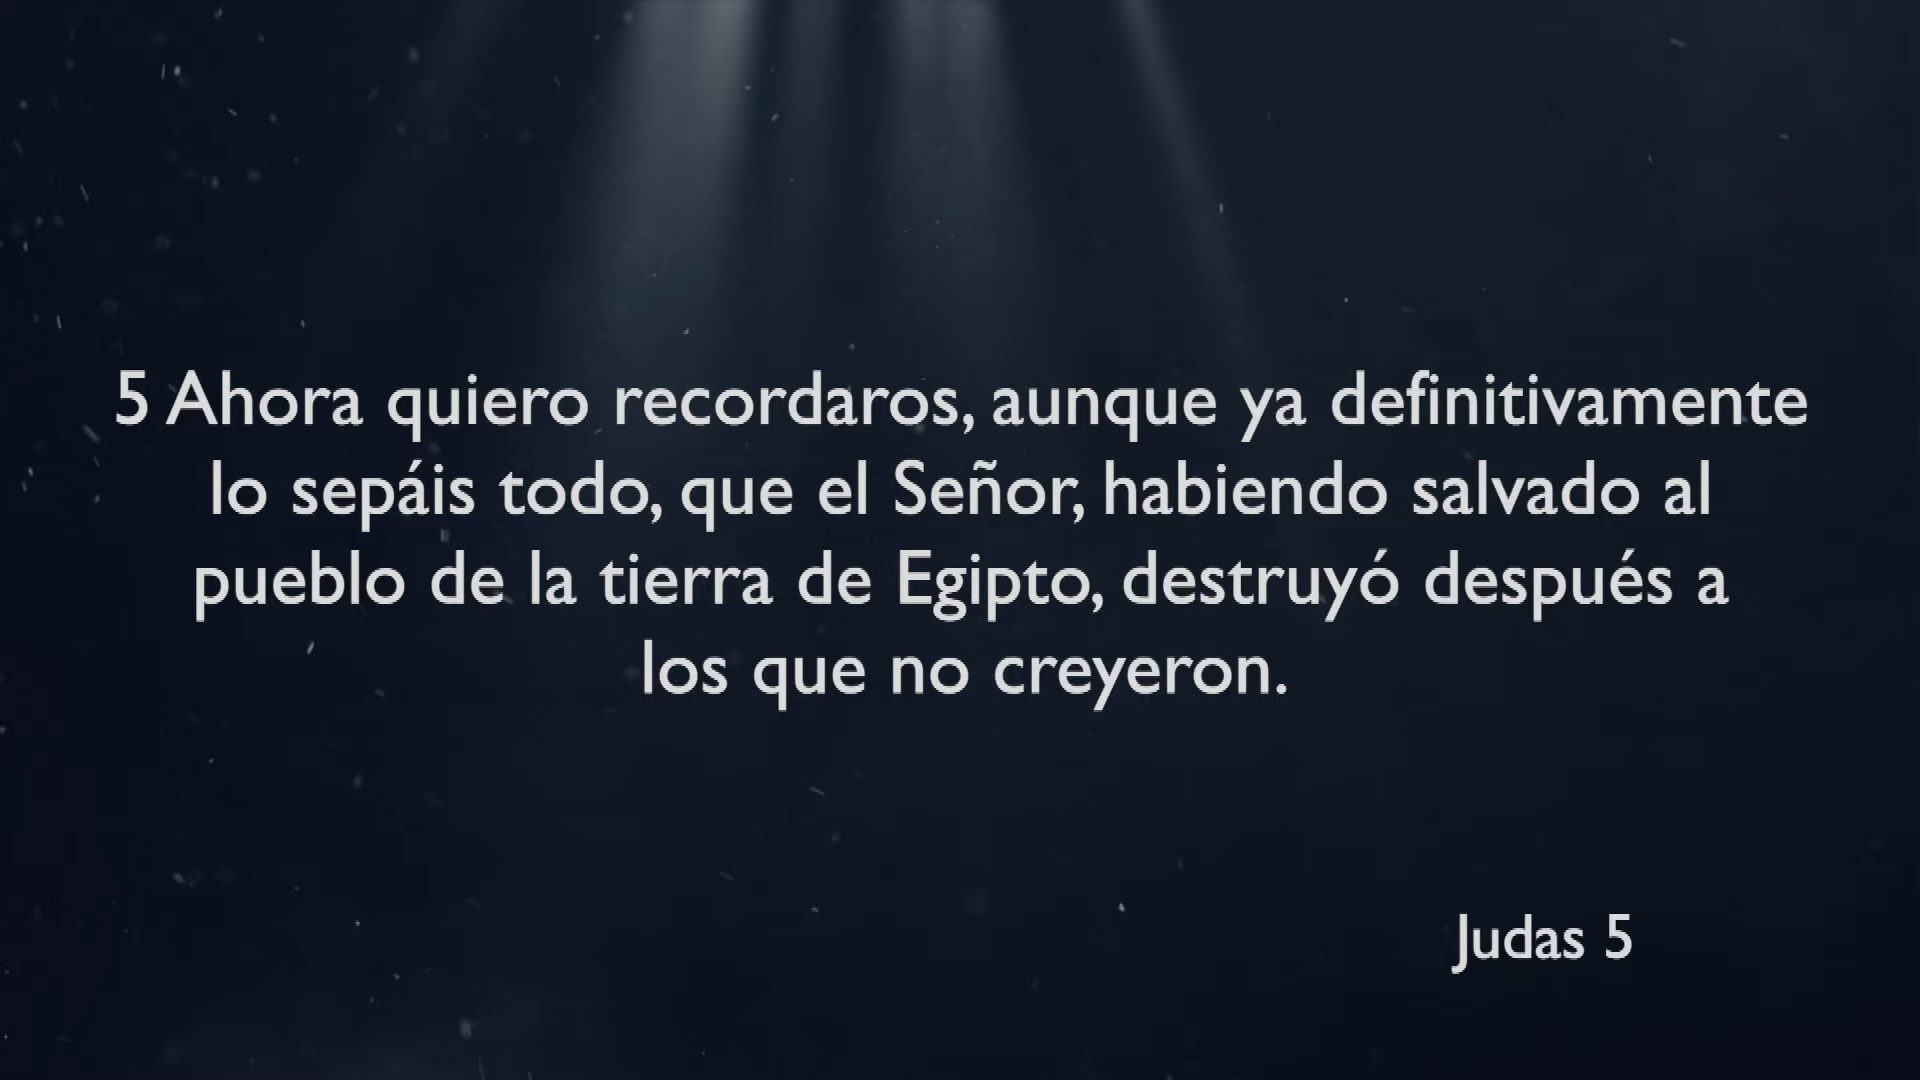 5 Ahora quiero recordaros, aunque ya definitivamente
lo sepáis todo, que el Señor, habiendo salvado al
pueblo de la tierra de Egipto, destruyó después a
los que no creyeron.
Judas 5